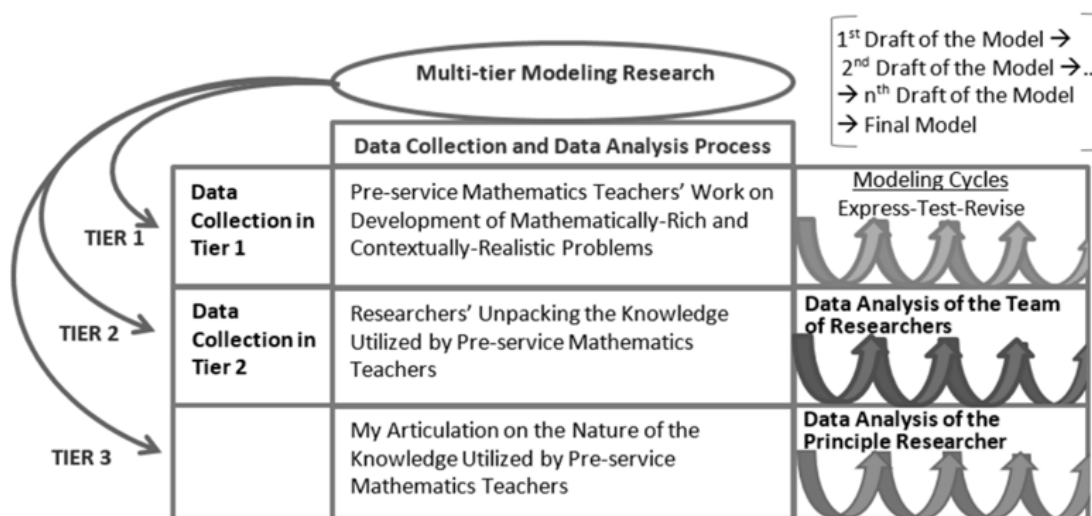 Multi-tier Modeling Research
1st Draft of the Model →
2nd Draft of the Model →..
→ nth Draft of the Model
→ Final Model
Data Collection and Data Analysis Process
TIER 1
Data
Collection in
Tier 1
Pre-service Mathematics Teachers’ Work on
Development of Mathematically-Rich and
Contextually-Realistic Problems
Modeling Cycles
Express-Test-Revise
TIER 2
Data
Collection in
Tier 2
Researchers’ Unpacking the Knowledge
Utilized by Pre-service Mathematics
Teachers
Data Analysis of the Team
of Researchers
TIER 3
My Articulation on the Nature of the
Knowledge Utilized by Pre-service
Mathematics Teachers
Data Analysis of the
Principle Researcher